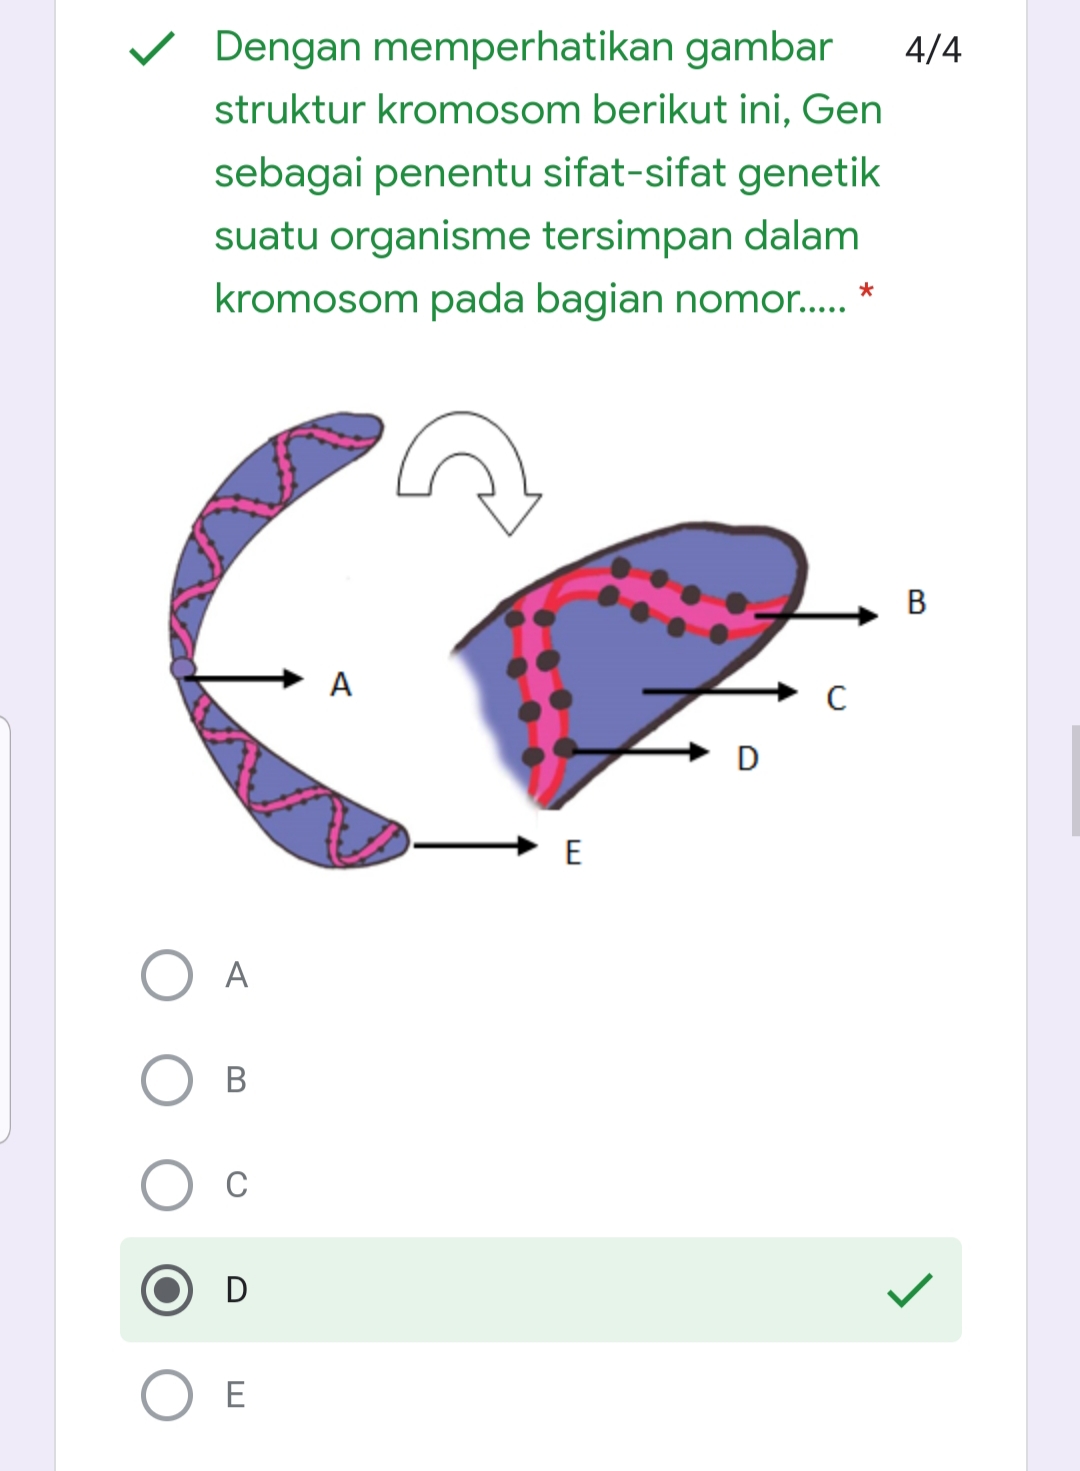 Dengan memperhatikan gambar 4/4
struktur kromosom berikut ini, Gen
sebagai penentu sifat-sifat genetik
suatu organisme tersimpan dalam
kromosom pada bagian nomor..... *
B
A
C
D
E
A
B
C
D
E